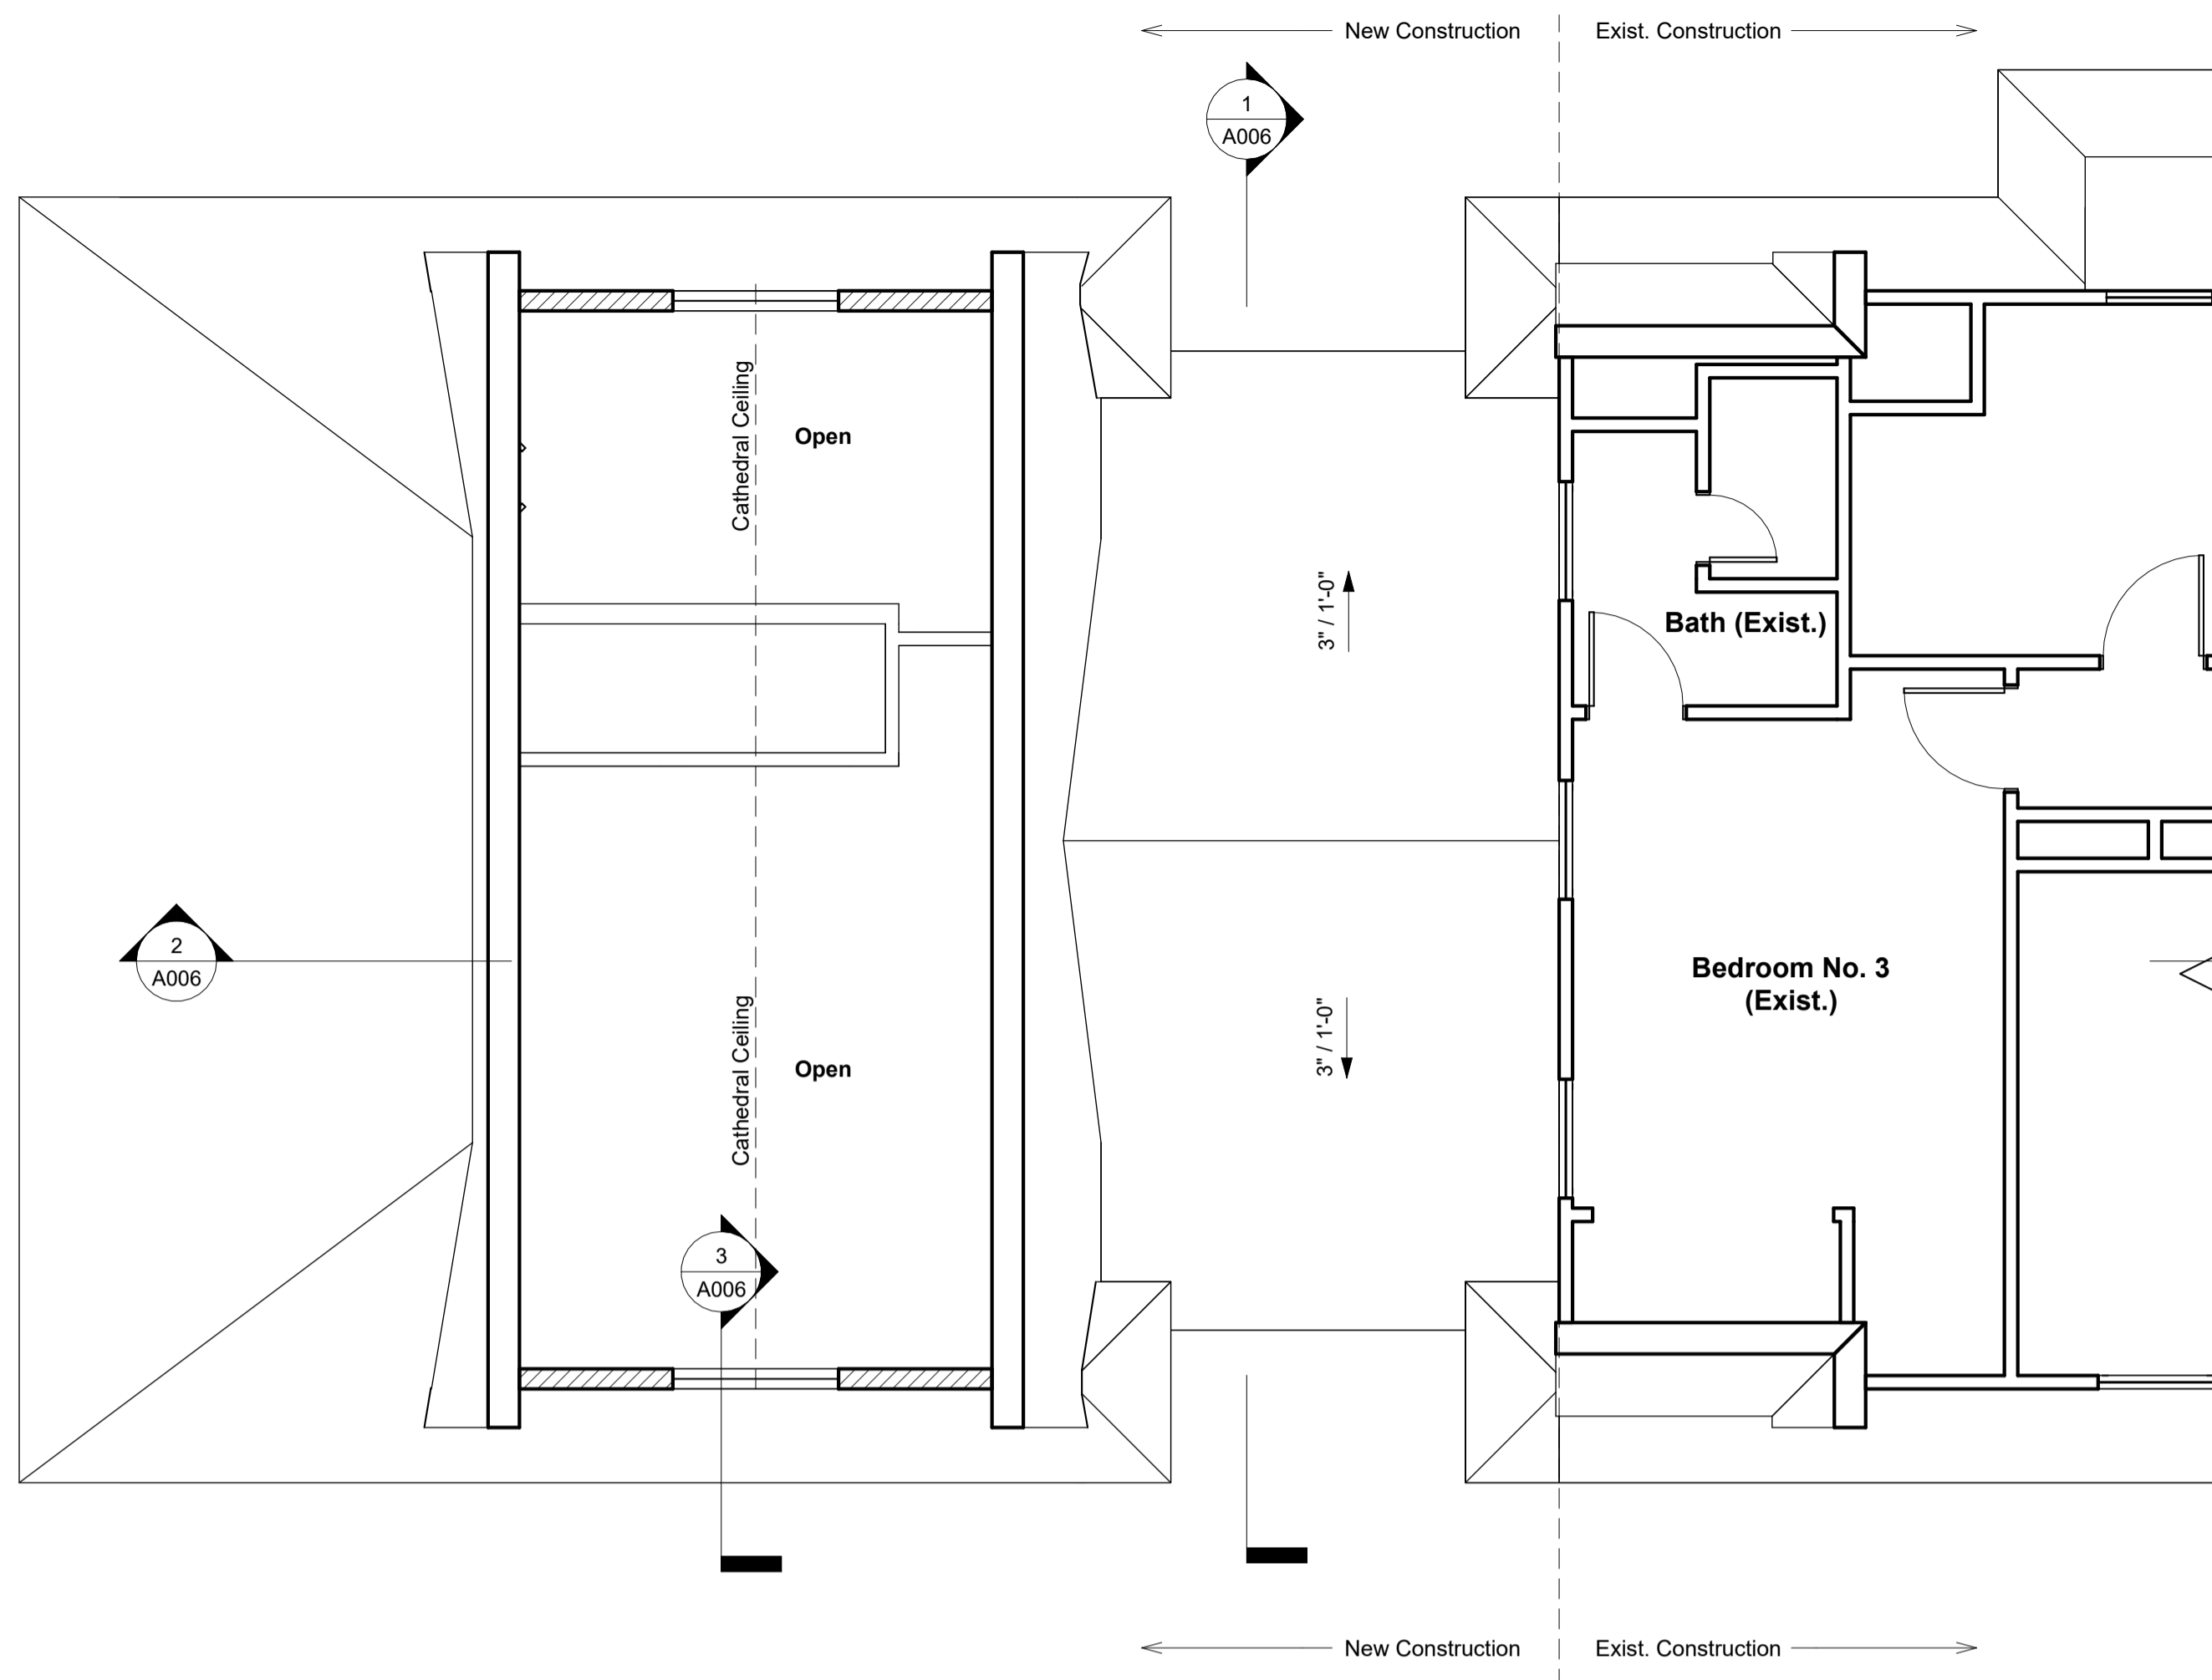 New Construction
Exist. Construction
1
A006
Cathedral Ceiling
Open
3" / 1'-0"
Bath (Exist.)
2
A006
Bedroom No. 3
(Exist.)
Cathedral Ceiling
Open
3" / 1'-0"
3
A006
New Construction
Exist. Construction